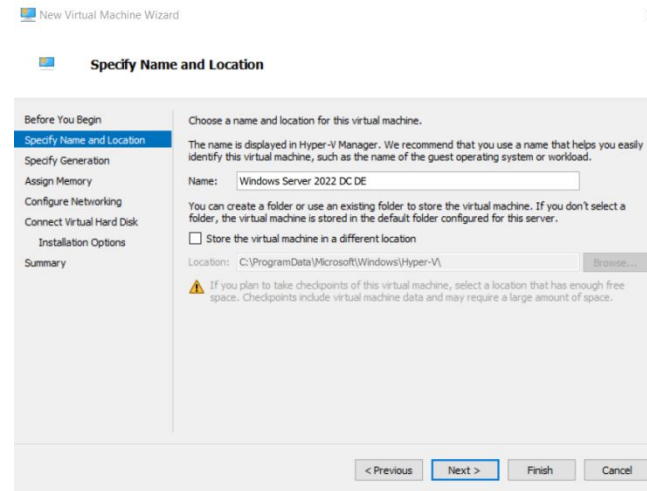 New Virtual Machine Wizard
Specify Name and Location
Before You Begin
Specify Name and Location
Specify Generation
Assign Memory
Configure Networking
Connect Virtual Hard Disk
Installation Options
Summary
Choose a name and location for this virtual machine.
The name is displayed in Hyper-V Manager. We recommend that you use a name that helps you easily
identify this virtual machine, such as the name of the guest operating system or workload.
Name: Windows Server 2022 DC DE
You can create a folder or use an existing folder to store the virtual machine. If you don't select a
folder, the virtual machine is stored in the default folder configured for this server.
Store the virtual machine in a different location
Location: C:\ProgramData\Microsoft\Windows\Hyper-V\ Browse...
If you plan to take checkpoints of this virtual machine, select a location that has enough free
space. Checkpoints include virtual machine data and may require a large amount of space.
< Previous Next > Finish Cancel